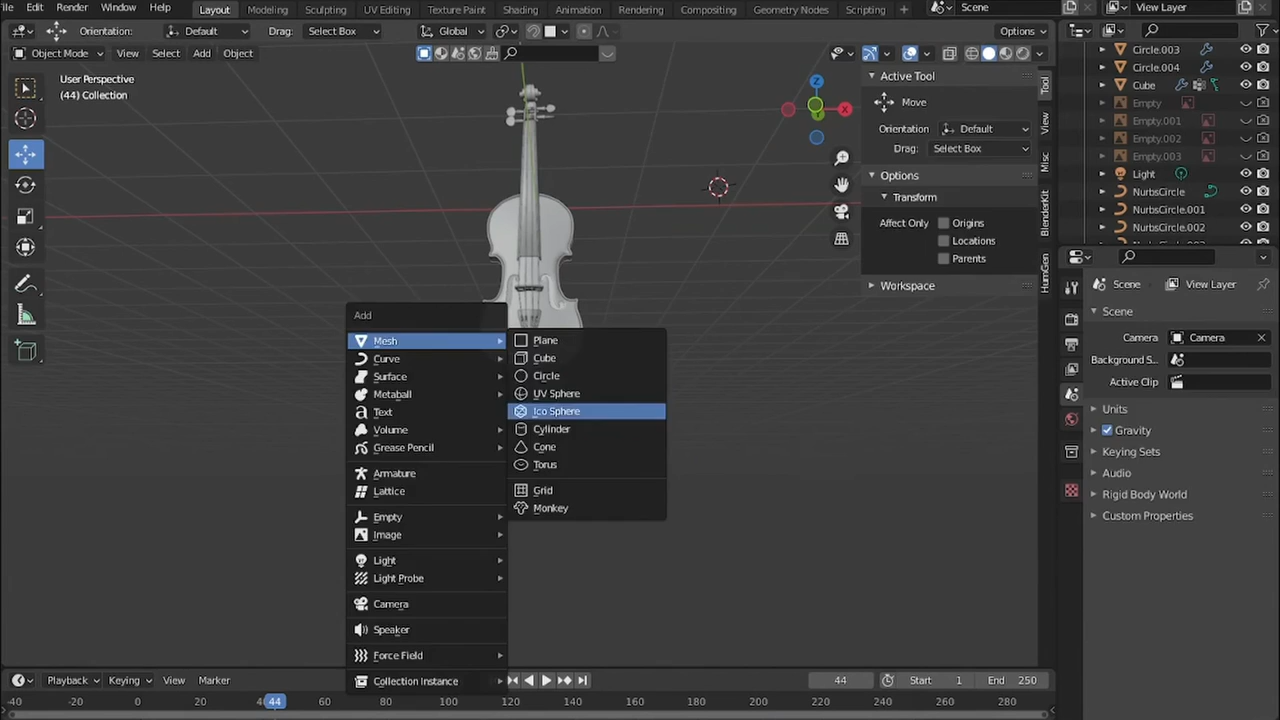 File Edit Render Window Help Layout Modeling Sculpting UV Editing Texture Paint Shading Animation Rendering Compositing Geometry Nodes Scripting Scene View Layer
Orientation: Default Drag: Select Box Global Options
Object Mode View Select Add Object
User Perspective
(44) Collection
Active Tool
Move
Orientation Default
Drag: Select Box
Options
Transform
Affect Only Origins
Locations
Parents
Workspace
Tool
View
Misc
BlenderKit
HumGen
X
Y
Z
Circle.003
Circle.004
Cube
Empty
Empty.001
Empty.002
Empty.003
Light
NurbsCircle
NurbsCircle.001
NurbsCircle.002
Scene View Layer
Scene
Camera Camera
Background S...
Active Clip
Units
Gravity
Keying Sets
Audio
Rigid Body World
Custom Properties
Add
Mesh
Curve
Surface
Metaball
Text
Volume
Grease Pencil
Armature
Lattice
Empty
Image
Light
Light Probe
Camera
Speaker
Force Field
Collection Instance
Plane
Cube
Circle
UV Sphere
Ico Sphere
Cylinder
Cone
Torus
Grid
Monkey
Playback Keying View Marker 44 Start 1 End 250
-40 -20 0 20 44 120 140 160 180 200 220 240 260 280